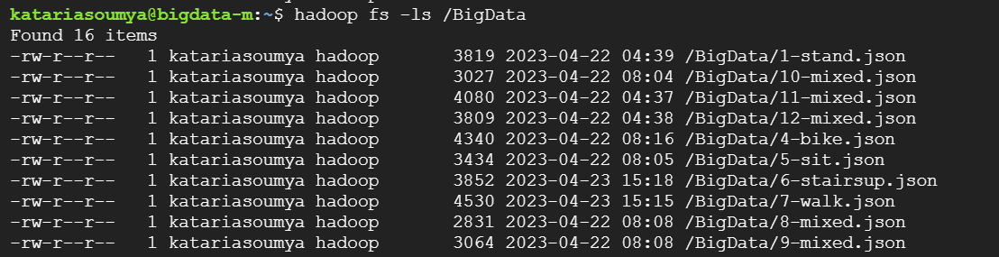 katariasoumya@bigdata-m:~$ hadoop fs -ls /BigData
Found 16 items
-rw-r--r--   1 katariasoumya hadoop       3819 2023-04-22 04:39 /BigData/1-stand.json
-rw-r--r--   1 katariasoumya hadoop       3027 2023-04-22 08:04 /BigData/10-mixed.json
-rw-r--r--   1 katariasoumya hadoop       4080 2023-04-22 04:37 /BigData/11-mixed.json
-rw-r--r--   1 katariasoumya hadoop       3809 2023-04-22 04:38 /BigData/12-mixed.json
-rw-r--r--   1 katariasoumya hadoop       4340 2023-04-22 08:16 /BigData/4-bike.json
-rw-r--r--   1 katariasoumya hadoop       3434 2023-04-22 08:05 /BigData/5-sit.json
-rw-r--r--   1 katariasoumya hadoop       3852 2023-04-23 15:18 /BigData/6-stairsup.json
-rw-r--r--   1 katariasoumya hadoop       4530 2023-04-23 15:15 /BigData/7-walk.json
-rw-r--r--   1 katariasoumya hadoop       2831 2023-04-22 08:08 /BigData/8-mixed.json
-rw-r--r--   1 katariasoumya hadoop       3064 2023-04-22 08:08 /BigData/9-mixed.json